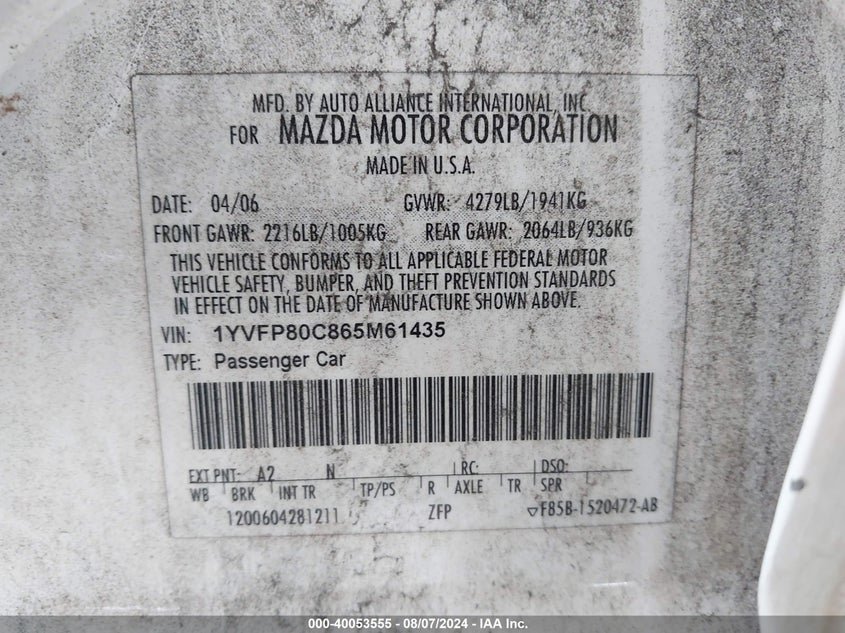 MFD. BY AUTO ALLIANCE INTERNATIONAL, INC.
FOR MAZDA MOTOR CORPORATION
MADE IN U.S.A.
DATE: 04/06 GVWR: 4279LB/1941KG
FRONT GAWR: 2216LB/1005KG REAR GAWR: 2064LB/936KG
THIS VEHICLE CONFORMS TO ALL APPLICABLE FEDERAL MOTOR
VEHICLE SAFETY, BUMPER, AND THEFT PREVENTION STANDARDS
IN EFFECT ON THE DATE OF MANUFACTURE SHOWN ABOVE.
VIN: 1YVFP80C865M61435
TYPE: Passenger Car
EXT PNT: A2 N RC: DSO:
WB BRK INT TR TP/PS R AXLE TR SPR
1200604281211 ZFP ▽F85B-1520472-AB
000-40053555 - 08/07/2024 - IAA Inc.